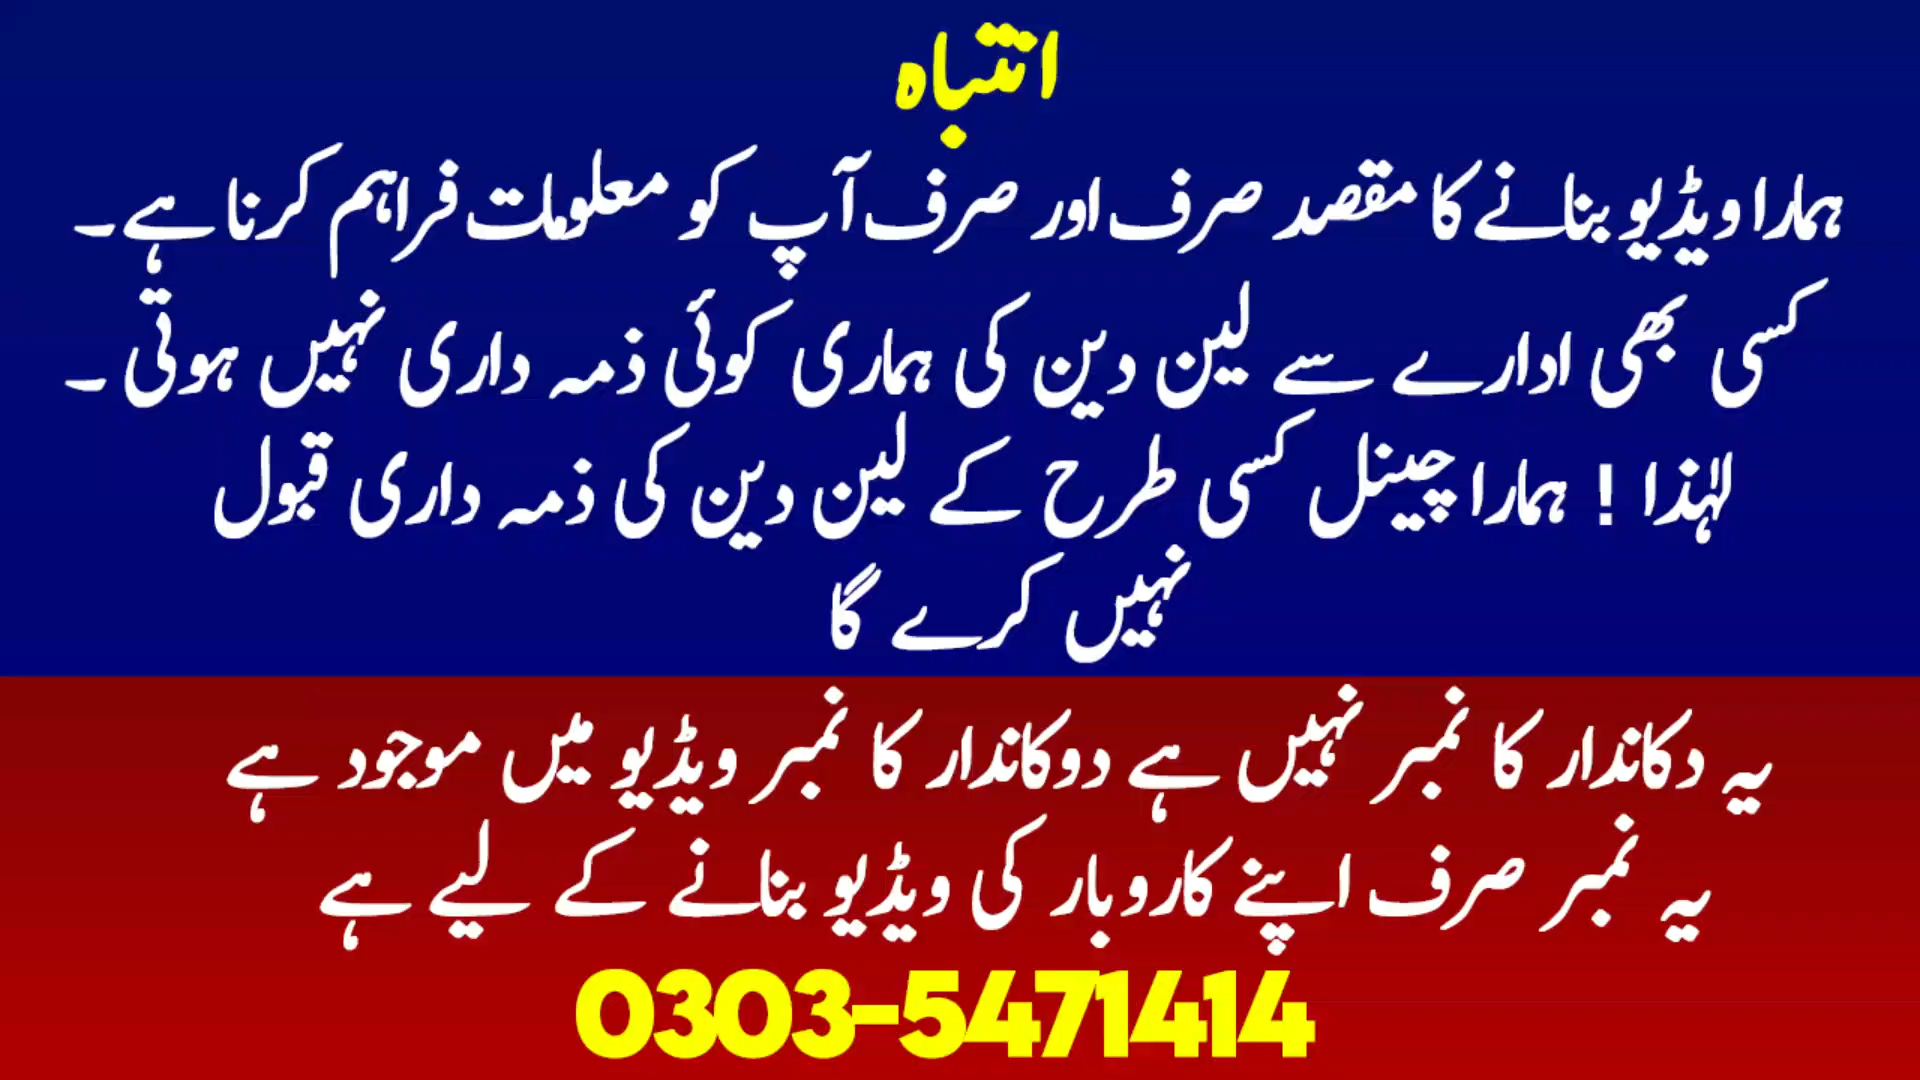 انتباہ
ہمارا ویڈیو بنانے کا مقصد صرف اور صرف آپ کو معلومات فراہم کرنا ہے۔
کسی بھی ادارے سے لین دین کی ہماری کوئی ذمہ داری نہیں ہوتی ۔
لہٰذا ! ہمارا چینل کسی طرح کے لین دین کی ذمہ داری قبول
نہیں کرے گا
یہ دکاندار کا نمبر نہیں ہے دوکاندار کا نمبر ویڈیو میں موجود ہے
یہ نمبر صرف اپنے کاروبار کی ویڈیو بنانے کے لیے ہے
0303-5471414